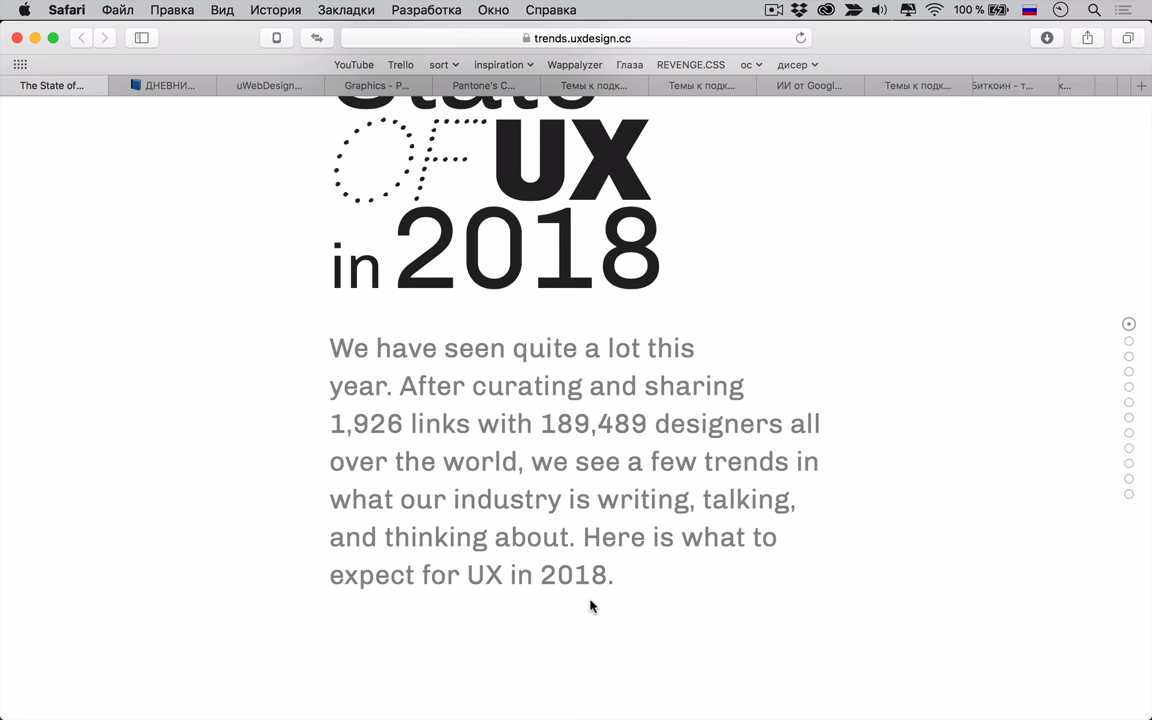 Safari Файл Правка Вид История Закладки Разработка Окно Справка 100 %
trends.uxdesign.cc
YouTube Trello sort inspiration Wappalyzer Глаза REVENGE.CSS ос дисер
The State of... ДНЕВНИ... uWebDesign... Graphics - P... Pantone's C... Темы к подк... Темы к подк... ИИ от Googl... Темы к подк... Биткоин - т... к...
State
OF UX
in 2018
We have seen quite a lot this
year. After curating and sharing
1,926 links with 189,489 designers all
over the world, we see a few trends in
what our industry is writing, talking,
and thinking about. Here is what to
expect for UX in 2018.